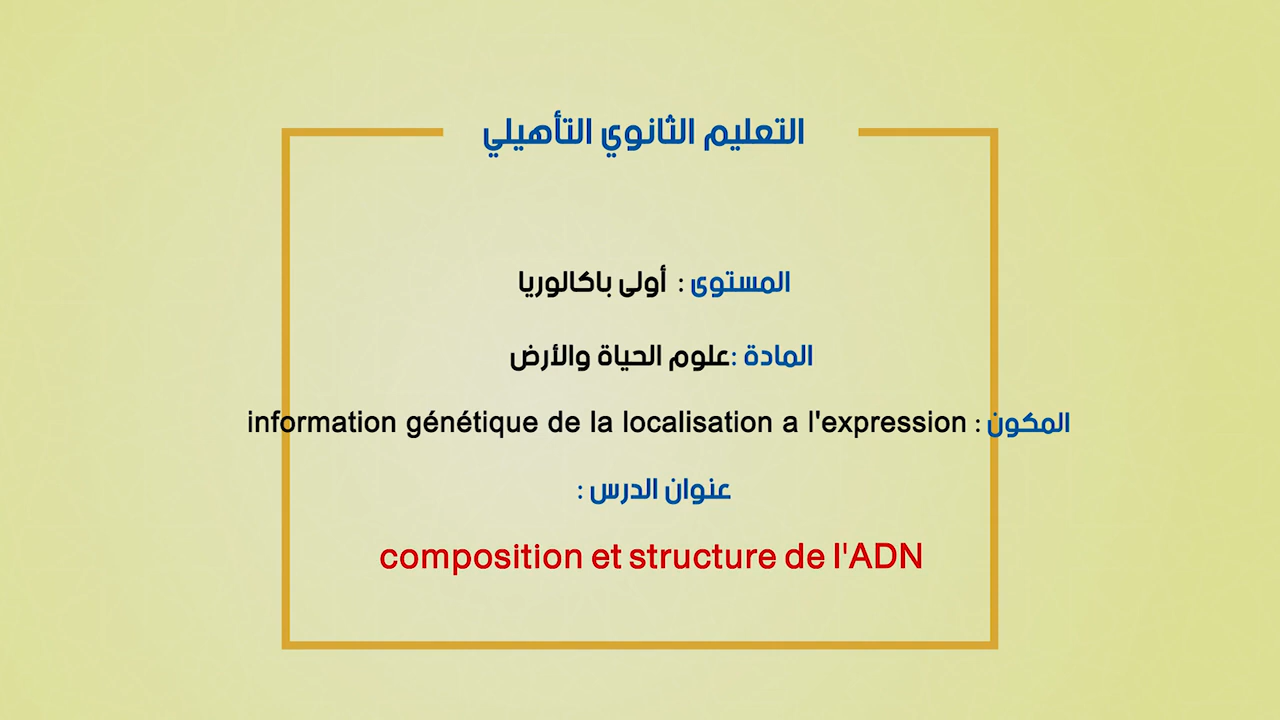 التعليم الثانوي التأهيلي
المستوى : أولى باكالوريا
المادة :علوم الحياة والأرض
المكون : information génétique de la localisation a l'expression
عنوان الدرس :
composition et structure de l'ADN